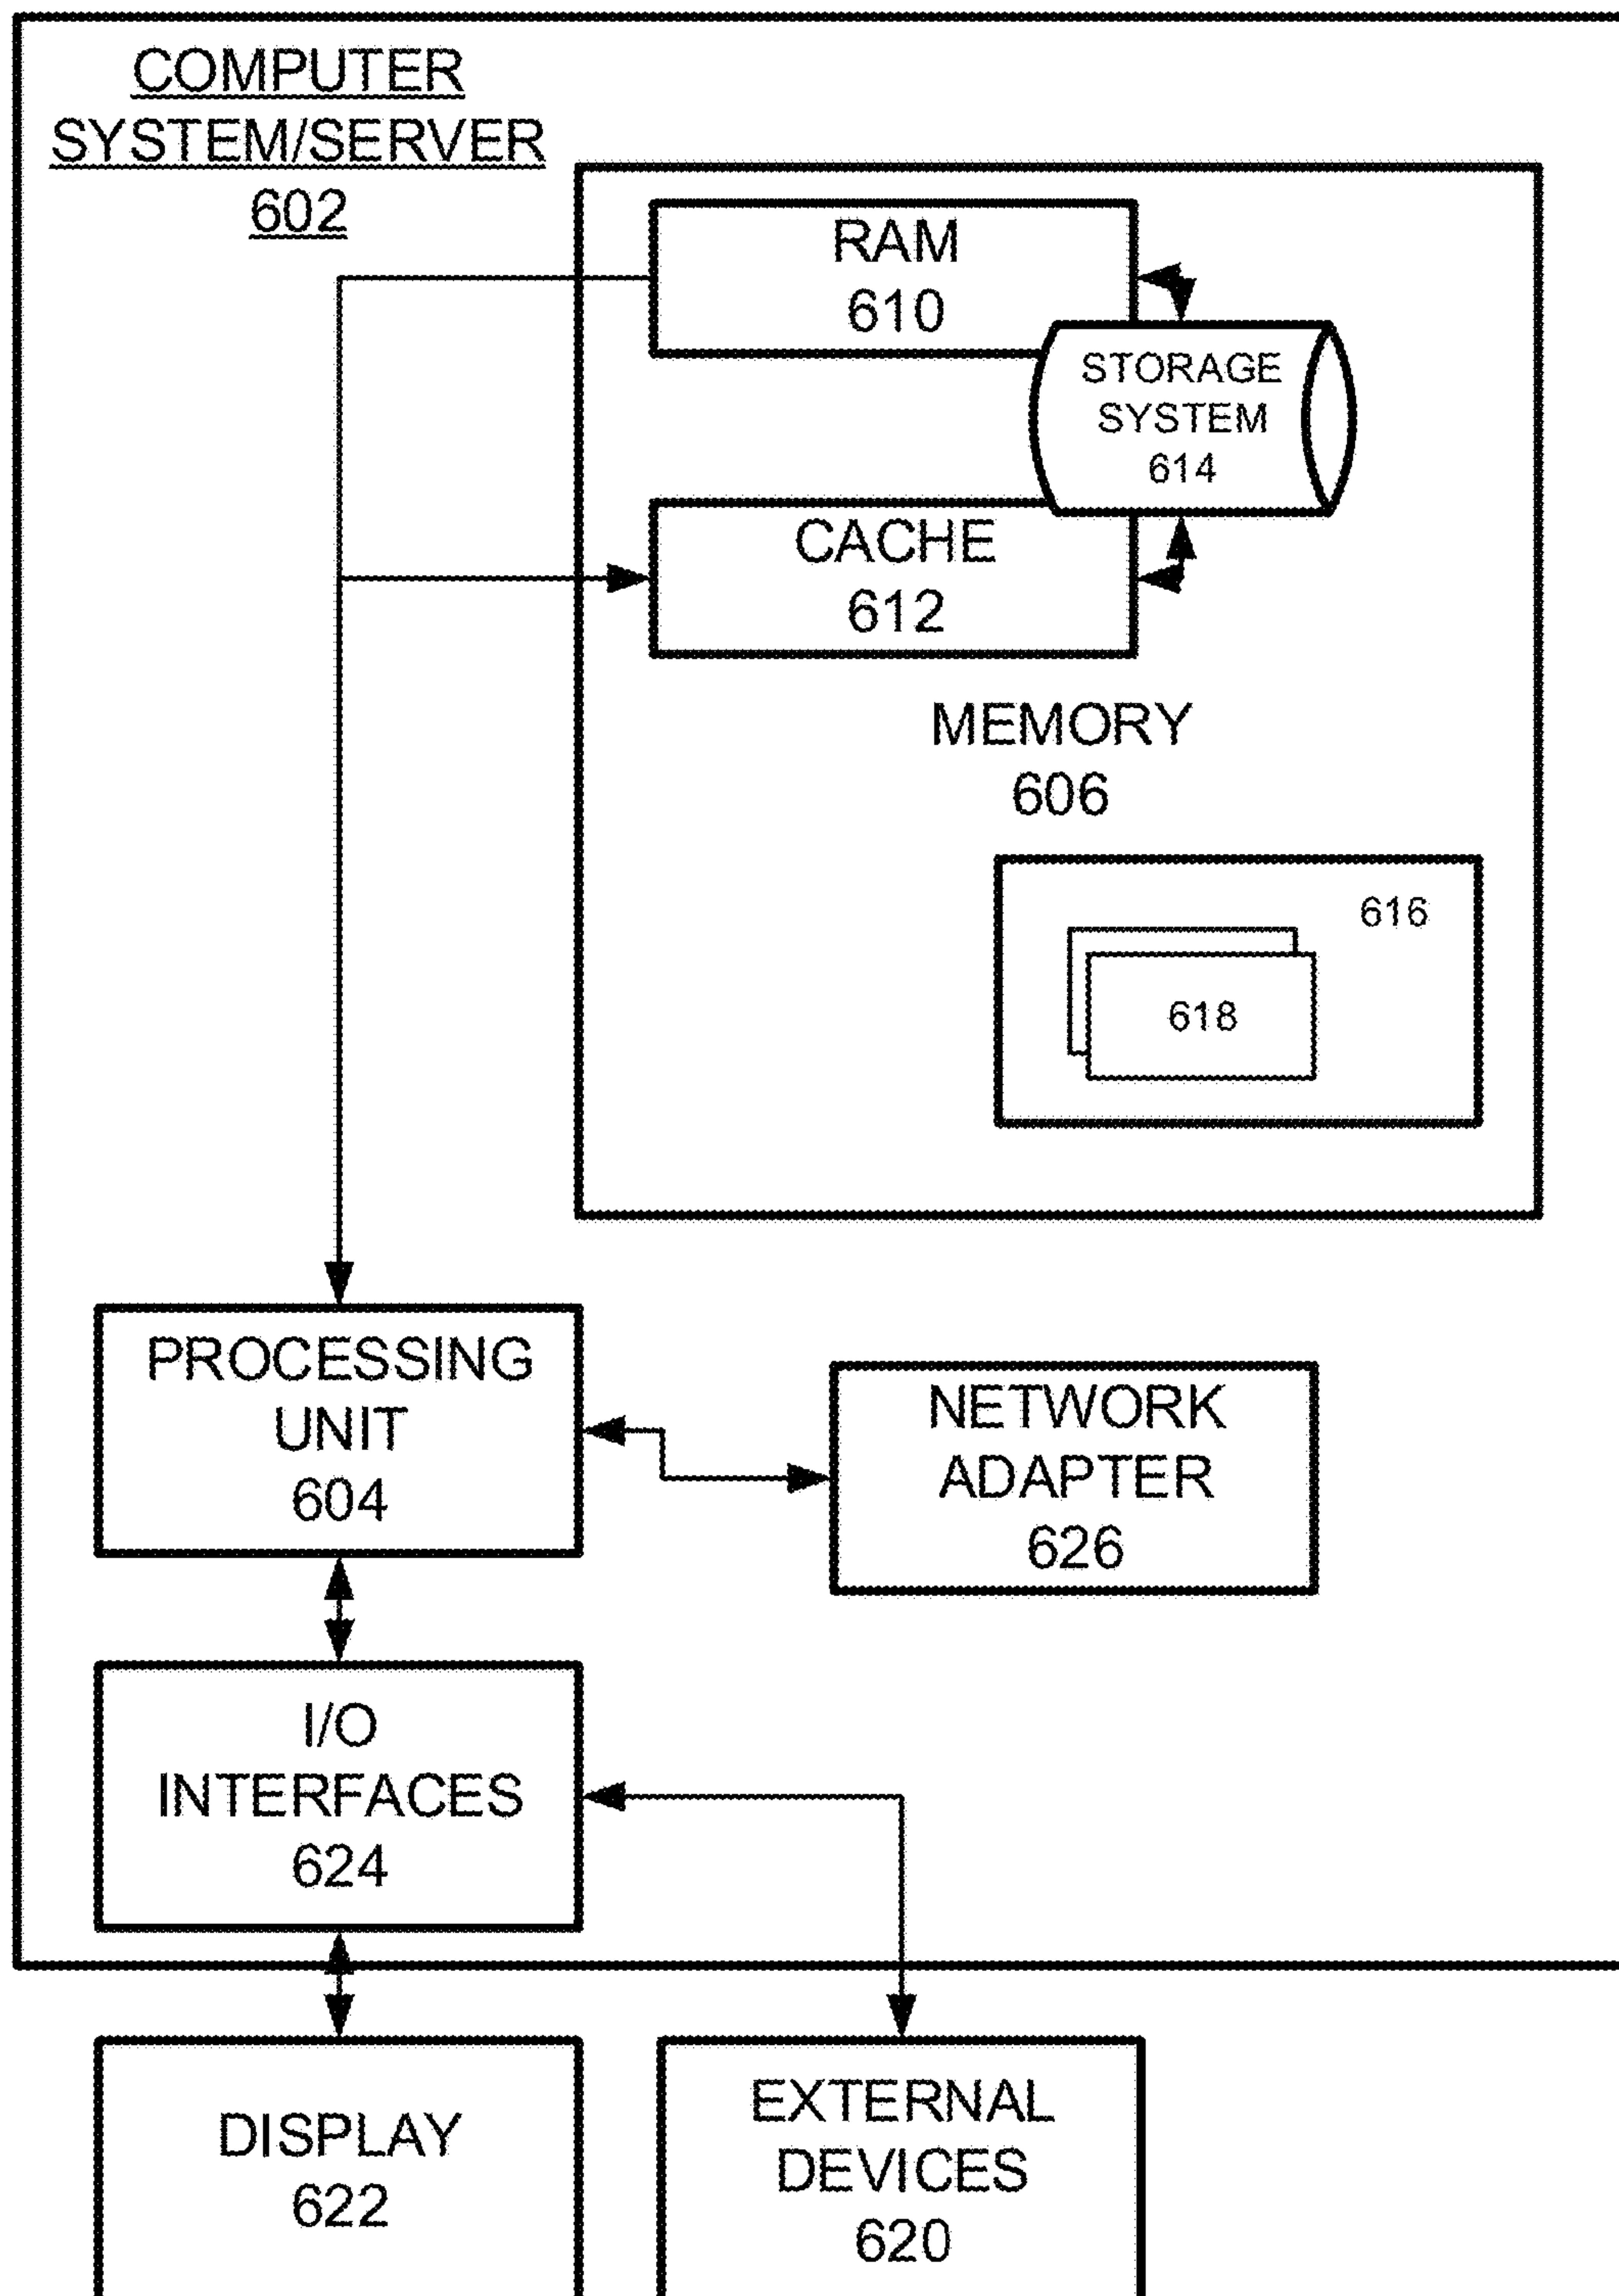 COMPUTER
SYSTEM/SERVER
602
RAM
610
STORAGE
SYSTEM
614
CACHE
612
MEMORY
606
616
618
PROCESSING
UNIT
604
NETWORK
ADAPTER
626
I/O
INTERFACES
624
DISPLAY
622
EXTERNAL
DEVICES
620